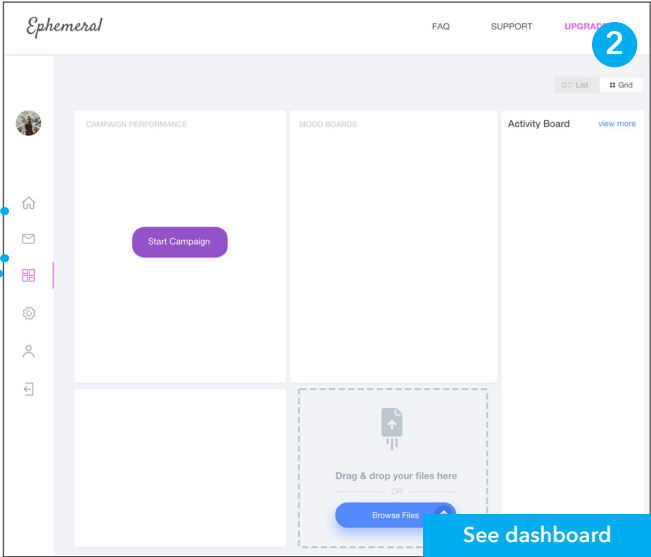 Ephemeral
FAQ SUPPORT UPGRAD
2
List Grid
CAMPAIGN PERFORMANCE
MOOD BOARDS
Activity Board view more
Start Campaign
Drag & drop your files here
OR
Browse Files
See dashboard